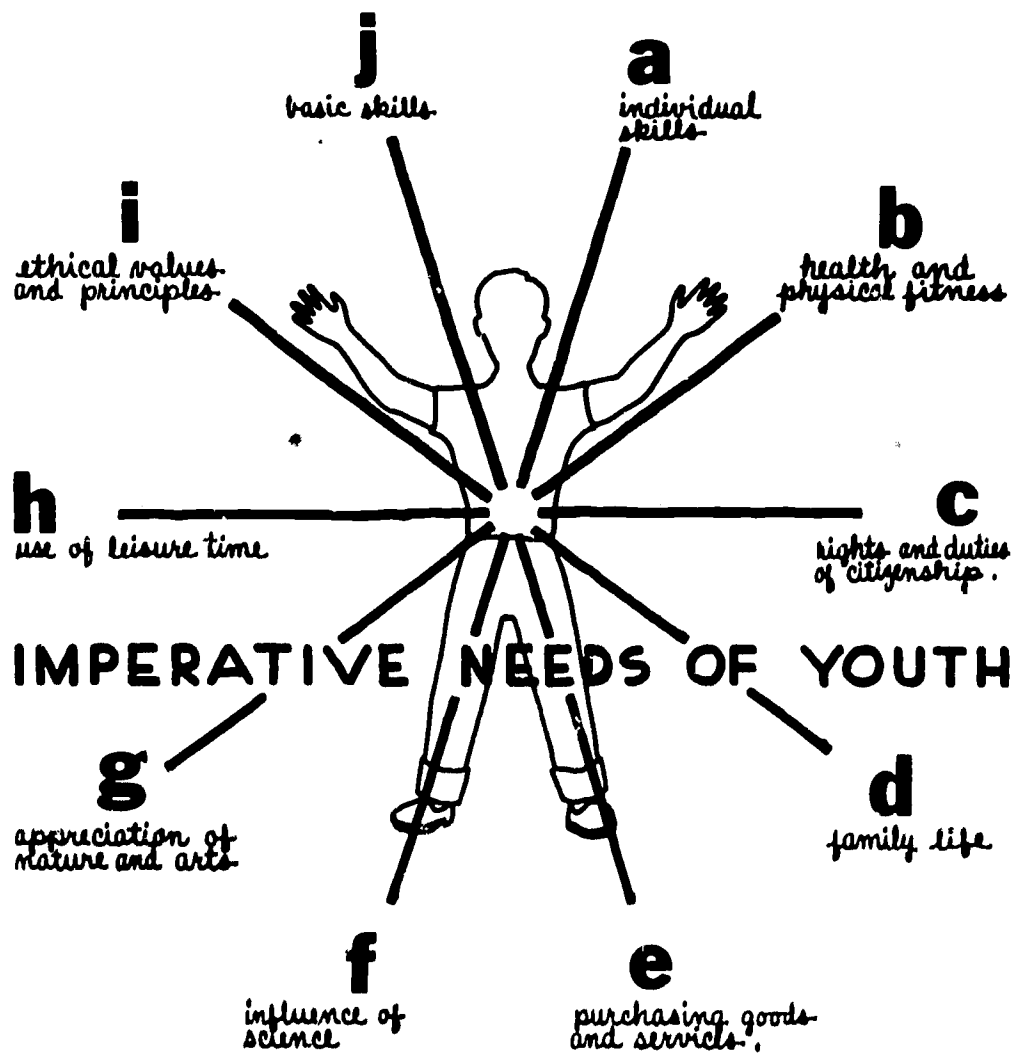 j
basic skills
a
individual
skills
i
ethical values
and principles
b
health and
physical fitness
h
use of leisure time
c
rights and duties
of citizenship.
IMPERATIVE NEEDS OF YOUTH
g
appreciation of
nature and arts
d
family life
f
influence of
science
e
purchasing goods
and services.